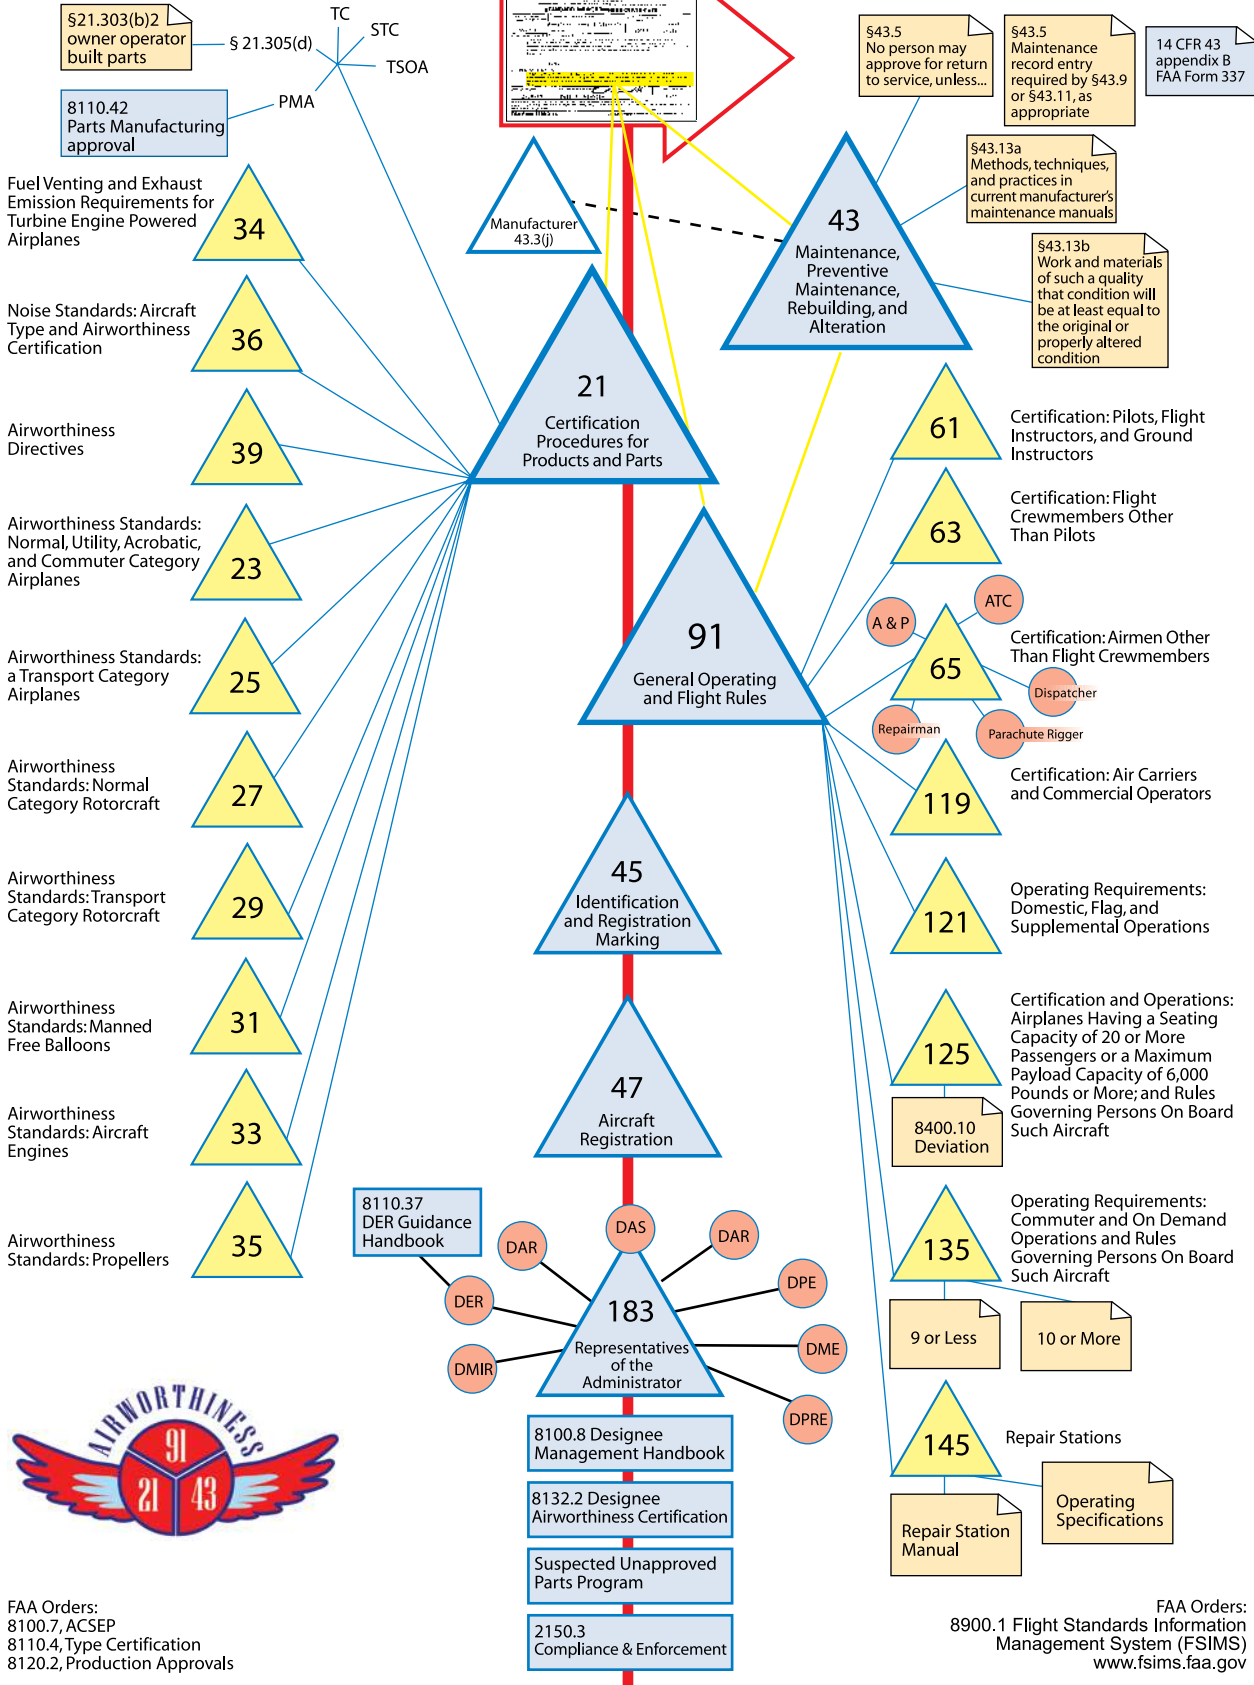 §21.303(b)2
owner operator
built parts
§ 21.305(d)
TC
STC
TSOA
PMA
8110.42
Parts Manufacturing
approval
§43.5
No person may
approve for return
to service, unless...
§43.5
Maintenance
record entry
required by §43.9
or §43.11, as
appropriate
14 CFR 43
appendix B
FAA Form 337
§43.13a
Methods, techniques,
and practices in
current manufacturer's
maintenance manuals
§43.13b
Work and materials
of such a quality
that condition will
be at least equal to
the original or
properly altered
condition
Manufacturer
43.3(j)
43
Maintenance,
Preventive
Maintenance,
Rebuilding, and
Alteration
21
Certification
Procedures for
Products and Parts
91
General Operating
and Flight Rules
45
Identification
and Registration
Marking
47
Aircraft
Registration
183
Representatives
of the
Administrator
8110.37
DER Guidance
Handbook
DAR
DAS
DAR
DER
DPE
DMIR
DME
DPRE
8100.8 Designee
Management Handbook
8132.2 Designee
Airworthiness Certification
Suspected Unapproved
Parts Program
2150.3
Compliance & Enforcement
Fuel Venting and Exhaust
Emission Requirements for
Turbine Engine Powered
Airplanes
34
Noise Standards: Aircraft
Type and Airworthiness
Certification
36
Airworthiness
Directives
39
Airworthiness Standards:
Normal, Utility, Acrobatic,
and Commuter Category
Airplanes
23
Airworthiness Standards:
a Transport Category
Airplanes
25
Airworthiness
Standards: Normal
Category Rotorcraft
27
Airworthiness
Standards: Transport
Category Rotorcraft
29
Airworthiness
Standards: Manned
Free Balloons
31
Airworthiness
Standards: Aircraft
Engines
33
Airworthiness
Standards: Propellers
35
61
Certification: Pilots, Flight
Instructors, and Ground
Instructors
63
Certification: Flight
Crewmembers Other
Than Pilots
A & P
ATC
65
Dispatcher
Repairman
Parachute Rigger
Certification: Airmen Other
Than Flight Crewmembers
119
Certification: Air Carriers
and Commercial Operators
121
Operating Requirements:
Domestic, Flag, and
Supplemental Operations
125
Certification and Operations:
Airplanes Having a Seating
Capacity of 20 or More
Passengers or a Maximum
Payload Capacity of 6,000
Pounds or More; and Rules
Governing Persons On Board
Such Aircraft
8400.10
Deviation
135
Operating Requirements:
Commuter and On Demand
Operations and Rules
Governing Persons On Board
Such Aircraft
9 or Less
10 or More
145
Repair Stations
Repair Station
Manual
Operating
Specifications
AIRWORTHINESS
91
21
43
FAA Orders:
8100.7, ACSEP
8110.4, Type Certification
8120.2, Production Approvals
FAA Orders:
8900.1 Flight Standards Information
Management System (FSIMS)
www.fsims.faa.gov